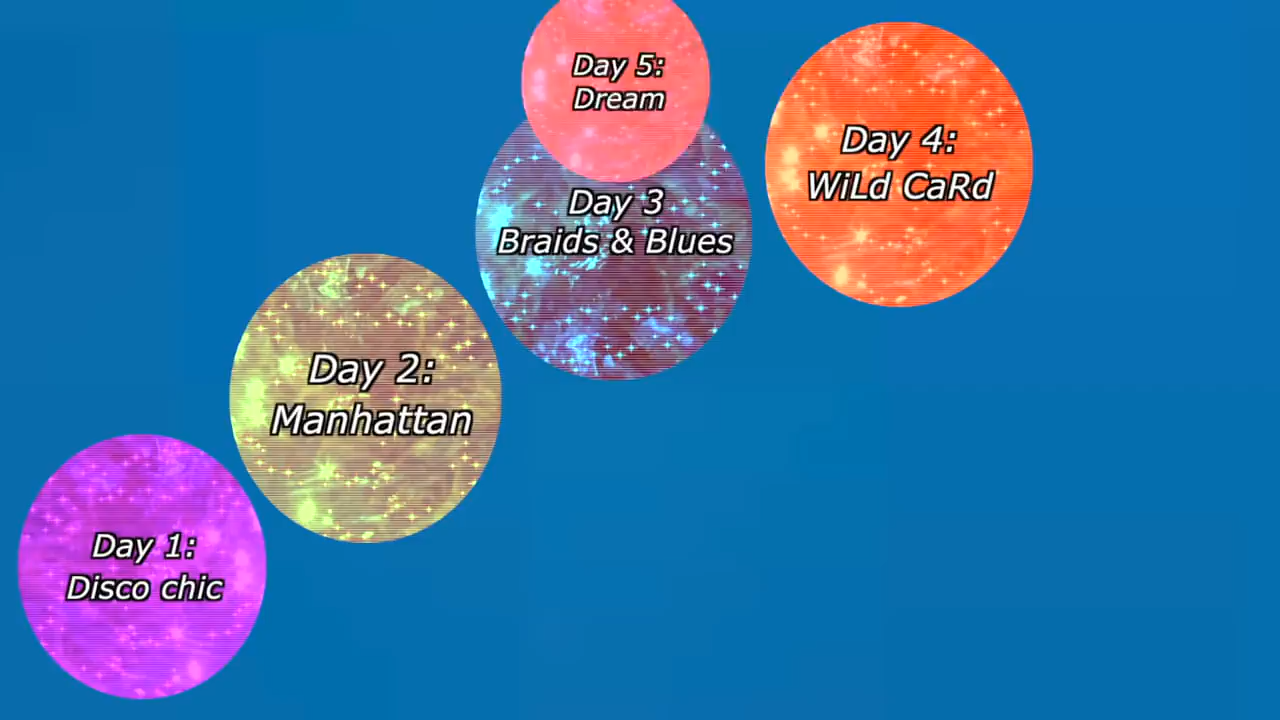 Day 1:
Disco chic
Day 2:
Manhattan
Day 3
Braids & Blues
Day 4:
WiLd CaRd
Day 5:
Dream